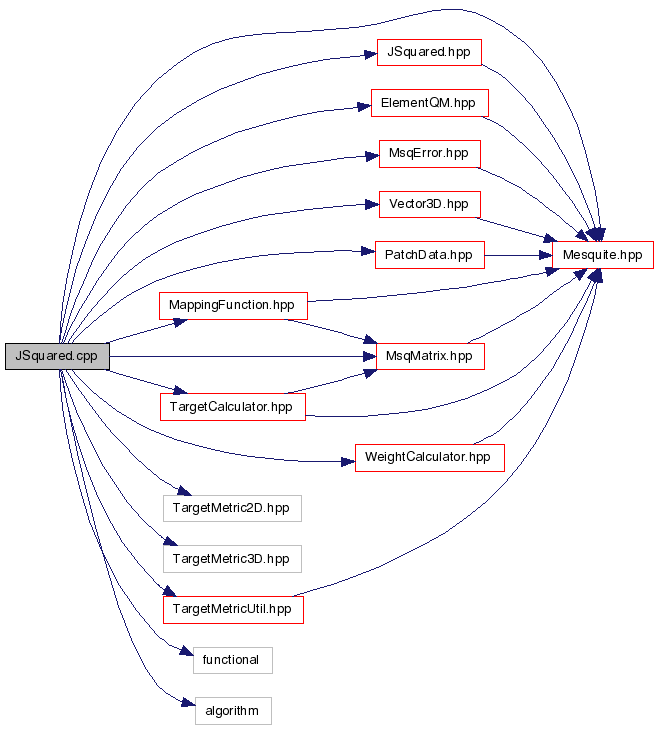 JSquared.hpp
ElementQM.hpp
MsqError.hpp
Vector3D.hpp
PatchData.hpp
Mesquite.hpp
MappingFunction.hpp
JSquared.cpp
MsqMatrix.hpp
TargetCalculator.hpp
WeightCalculator.hpp
TargetMetric2D.hpp
TargetMetric3D.hpp
TargetMetricUtil.hpp
functional
algorithm